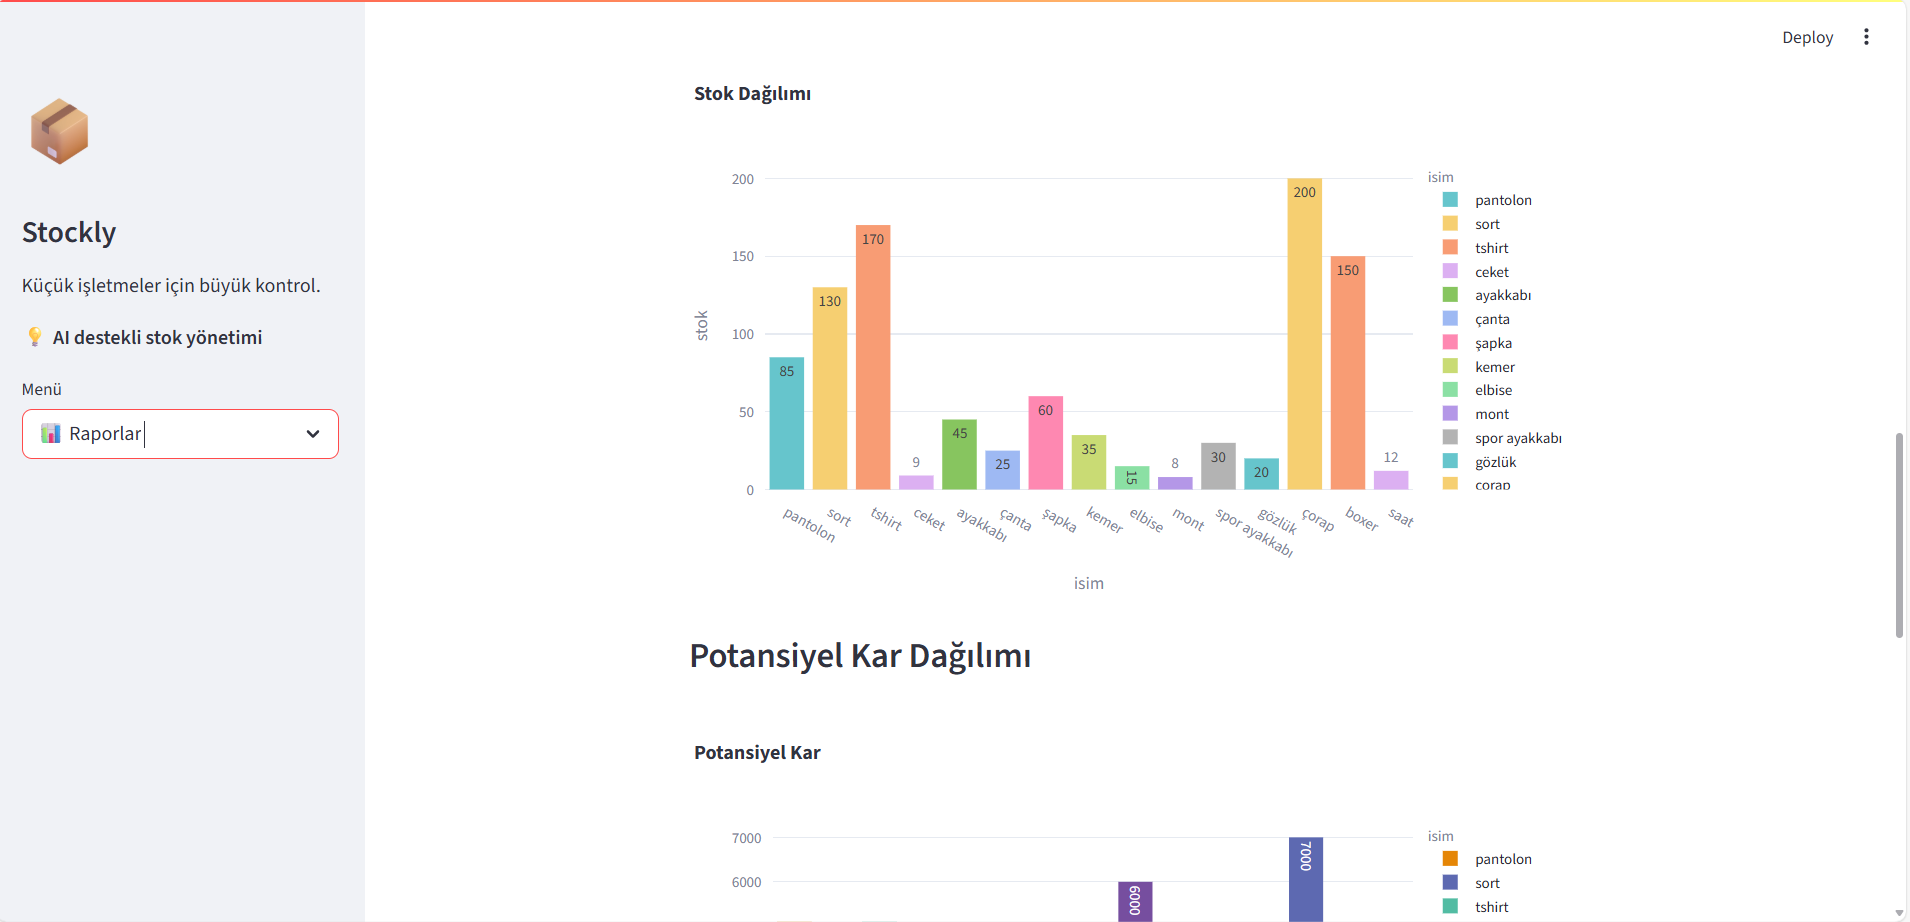 Deploy
Stockly
Küçük işletmeler için büyük kontrol.
AI destekli stok yönetimi
Menü
Raporlar
Stok Dağılımı
200
150
100
50
0
stok
85
130
170
9
45
25
60
35
15
8
30
20
200
150
12
pantolon
sort
tshirt
ceket
ayakkabı
çanta
şapka
kemer
elbise
mont
spor ayakkabı
gözlük
çorap
boxer
saat
isim
isim
pantolon
sort
tshirt
ceket
ayakkabı
çanta
şapka
kemer
elbise
mont
spor ayakkabı
gözlük
çorap
Potansiyel Kar Dağılımı
Potansiyel Kar
7000
6000
6000
7000
isim
pantolon
sort
tshirt